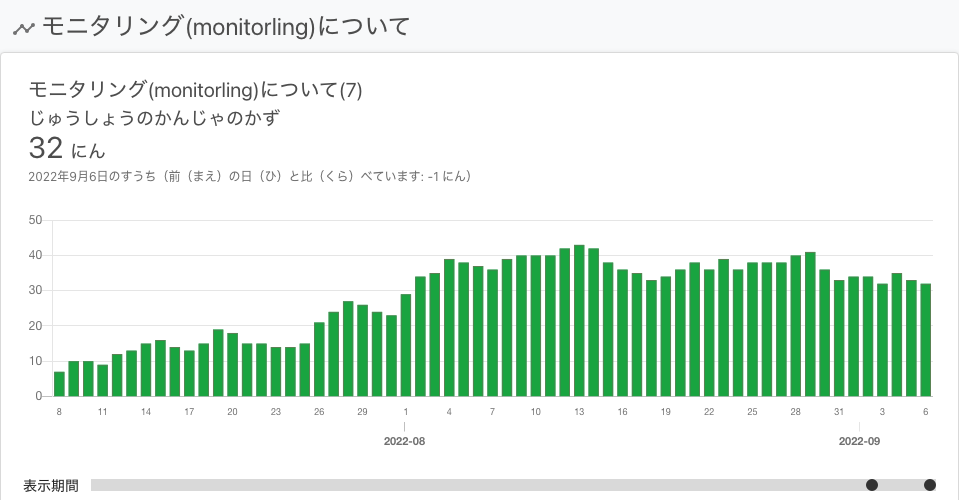 モニタリング(monitorling)について
モニタリング(monitorling)について(7)
じゅうしょうのかんじゃのかず
32 にん
2022年9月6日のすうち（前（まえ）の日（ひ）と比（くら）べています: -1 にん）
50
40
30
20
10
0
8 11 14 17 20 23 26 29 1 4 7 10 13 16 19 22 25 28 31 3 6
2022-08 2022-09
表示期間